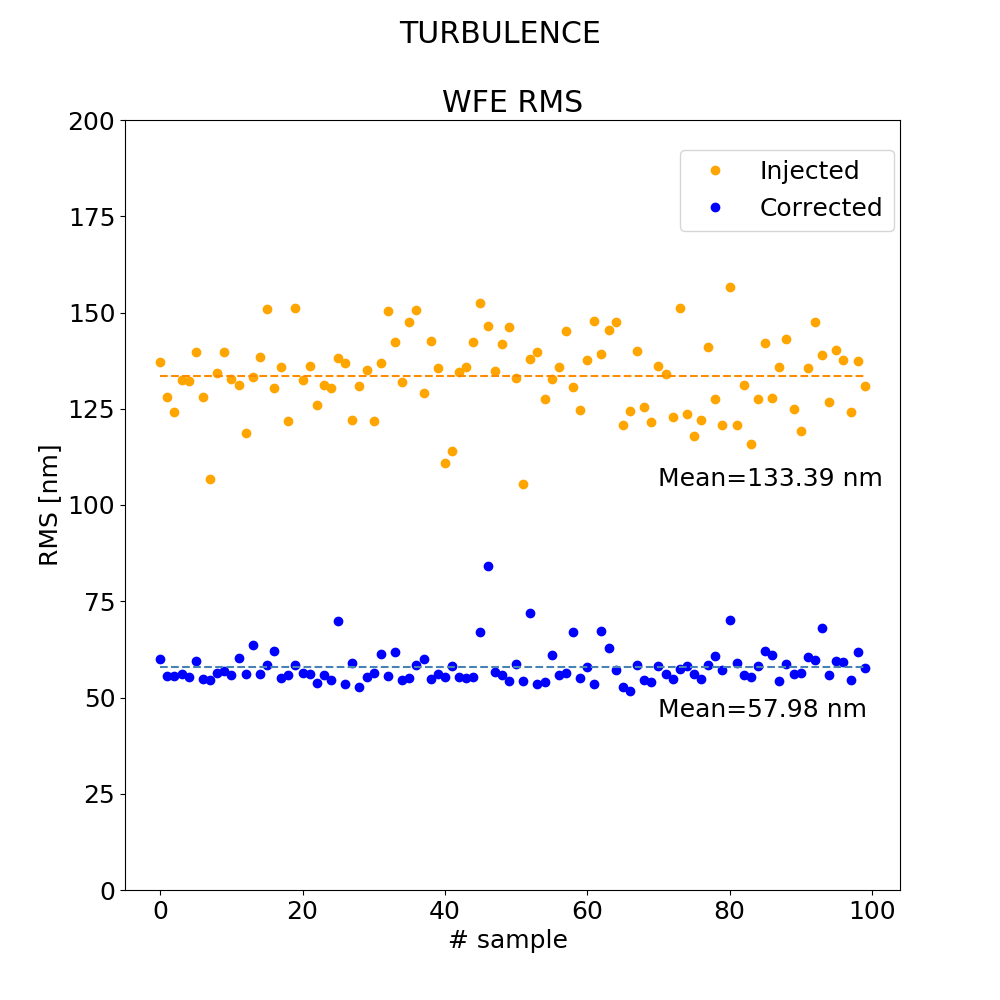 TURBULENCE
WFE RMS
200
175
150
125
100
75
50
25
0
RMS [nm]
Injected
Corrected
Mean=133.39 nm
Mean=57.98 nm
0 20 40 60 80 100
# sample